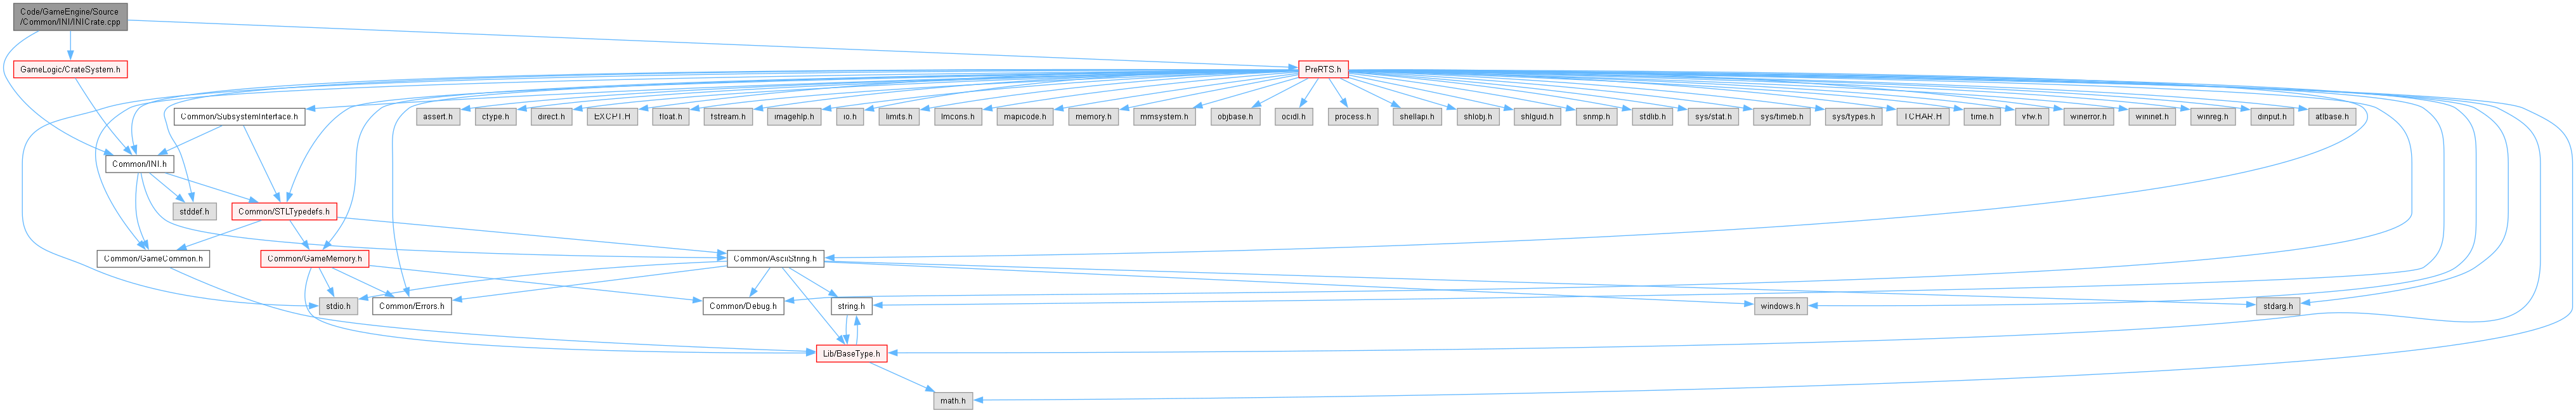 Code/GameEngine/Source
/Common/INI/INICrate.cpp
GameLogic/CrateSystem.h
PreRTS.h
Common/SubsystemInterface.h
assert.h
ctype.h
direct.h
EXCPT.H
float.h
fstream.h
imagehlp.h
io.h
limits.h
lmcons.h
mapicode.h
memory.h
mmsystem.h
objbase.h
ocidl.h
process.h
shellapi.h
shlobj.h
shlguid.h
snmp.h
stdlib.h
sys/stat.h
sys/timeb.h
sys/types.h
TCHAR.H
time.h
vfw.h
winerror.h
wininet.h
winreg.h
dinput.h
atlbase.h
Common/INI.h
stddef.h
Common/STLTypedefs.h
Common/GameCommon.h
Common/GameMemory.h
Common/AsciiString.h
stdio.h
Common/Errors.h
Common/Debug.h
string.h
windows.h
stdarg.h
Lib/BaseType.h
math.h